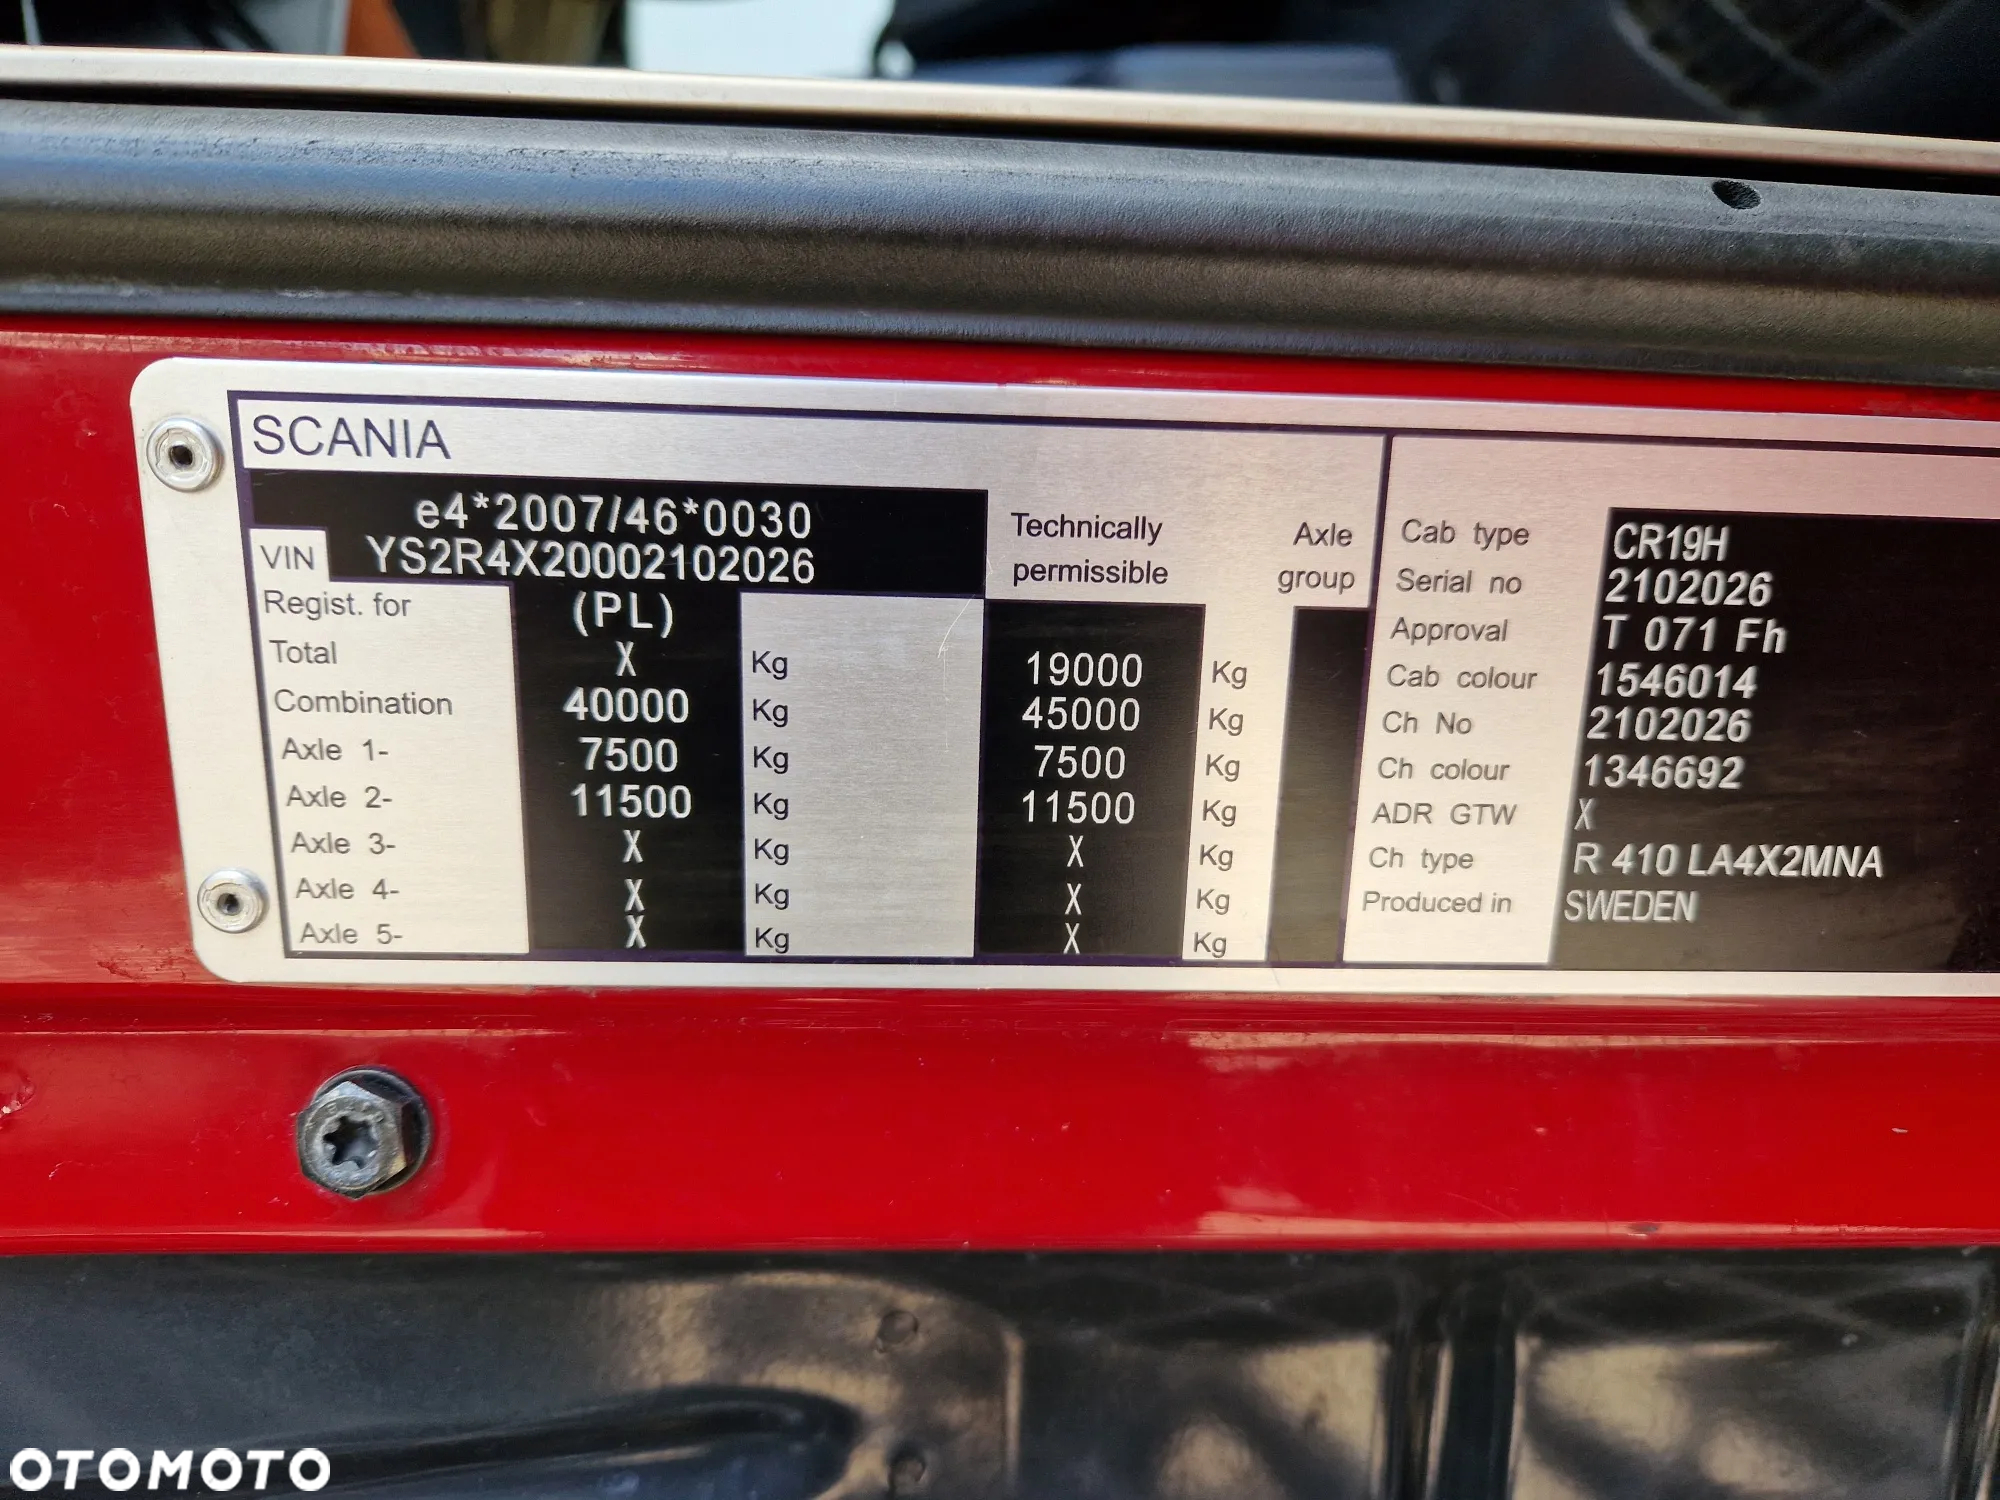 SCANIA
e4*2007/46*0030
VIN YS2R4X20002102026
Technically permissible
Axle group
Regist. for (PL)
Total X Kg 19000 Kg
Combination 40000 Kg 45000 Kg
Axle 1- 7500 Kg 7500 Kg
Axle 2- 11500 Kg 11500 Kg
Axle 3- X Kg X Kg
Axle 4- X Kg X Kg
Axle 5- X Kg X Kg
Cab type CR19H
Serial no 2102026
Approval T 071 Fh
Cab colour 1546014
Ch No 2102026
Ch colour 1346692
ADR GTW X
Ch type R 410 LA4X2MNA
Produced in SWEDEN
OTOMOTO